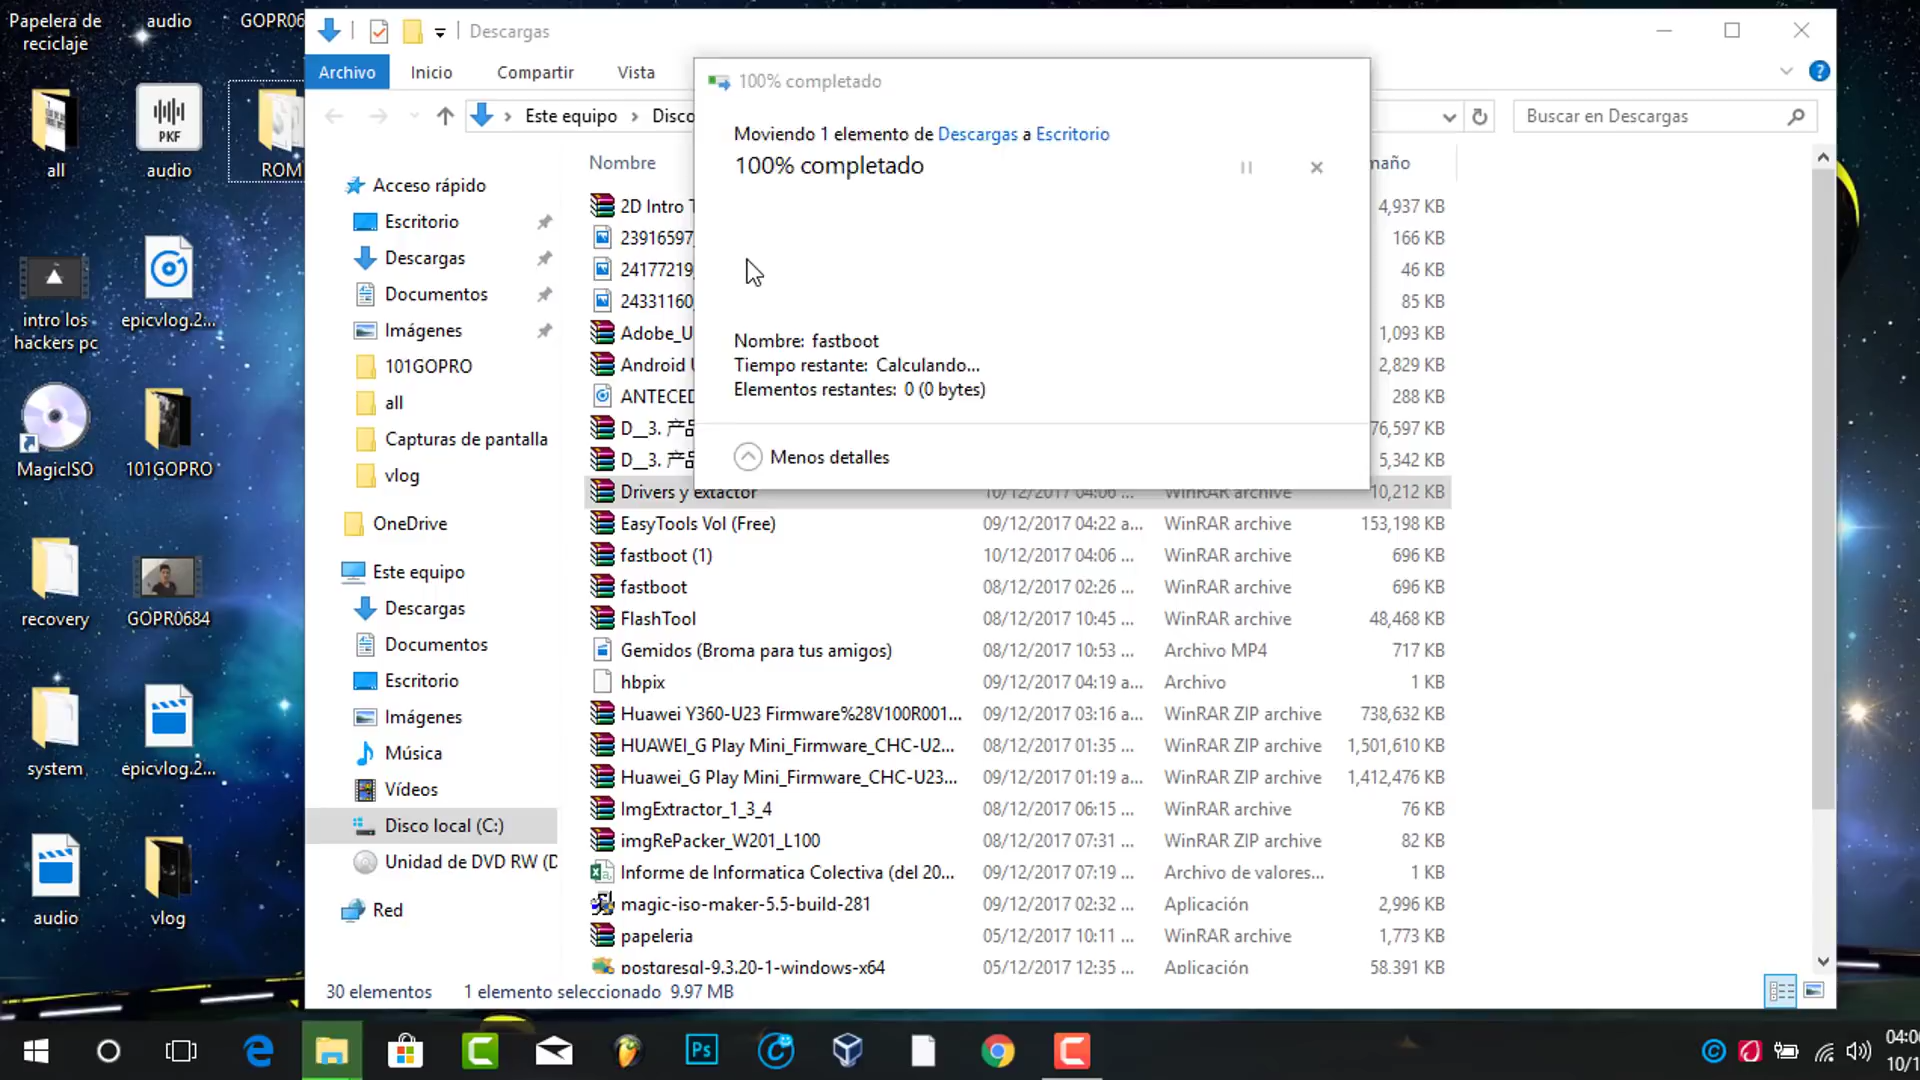 Papelera de
reciclaje
audio
GOPR06
all
PKF
audio
ROM
intro los
hackers pc
epicvlog.2...
MagicISO
101GOPRO
recovery
GOPR0684
system
epicvlog.2...
audio
vlog
Descargas
Archivo
Inicio
Compartir
Vista
Este equipo
Disco
Buscar en Descargas
100% completado
Moviendo 1 elemento de Descargas a Escritorio
100% completado
Nombre: fastboot
Tiempo restante: Calculando...
Elementos restantes: 0 (0 bytes)
Menos detalles
Acceso rápido
Escritorio
Descargas
Documentos
Imágenes
101GOPRO
all
Capturas de pantalla
vlog
OneDrive
Este equipo
Descargas
Documentos
Escritorio
Imágenes
Música
Vídeos
Disco local (C:)
Unidad de DVD RW (D
Red
Nombre maño
2D Intro T 4,937 KB
23916597_ 166 KB
24177219_ 46 KB
24331160_ 85 KB
Adobe_U 1,093 KB
Android U 2,829 KB
ANTECED 288 KB
D__3. 产品 76,597 KB
D__3. 产品 5,342 KB
Drivers y extactor 10/12/2017 04:06 ... WinRAR archive 10,212 KB
EasyTools Vol (Free) 09/12/2017 04:22 a... WinRAR archive 153,198 KB
fastboot (1) 10/12/2017 04:06 ... WinRAR archive 696 KB
fastboot 08/12/2017 02:26 ... WinRAR archive 696 KB
FlashTool 08/12/2017 10:45 ... WinRAR archive 48,468 KB
Gemidos (Broma para tus amigos) 08/12/2017 10:53 ... Archivo MP4 717 KB
hbpix 09/12/2017 04:19 a... Archivo 1 KB
Huawei Y360-U23 Firmware%28V100R001... 09/12/2017 03:16 a... WinRAR ZIP archive 738,632 KB
HUAWEI_G Play Mini_Firmware_CHC-U2... 08/12/2017 01:35 ... WinRAR ZIP archive 1,501,610 KB
Huawei_G Play Mini_Firmware_CHC-U23... 09/12/2017 01:19 a... WinRAR ZIP archive 1,412,476 KB
ImgExtractor_1_3_4 08/12/2017 06:15 ... WinRAR archive 76 KB
imgRePacker_W201_L100 08/12/2017 07:31 ... WinRAR ZIP archive 82 KB
Informe de Informatica Colectiva (del 20... 09/12/2017 07:19 ... Archivo de valores... 1 KB
magic-iso-maker-5.5-build-281 09/12/2017 02:32 ... Aplicación 2,996 KB
papeleria 05/12/2017 10:11 ... WinRAR archive 1,773 KB
postgresql-9.3.20-1-windows-x64 05/12/2017 12:35 ... Aplicación 58.391 KB
30 elementos 1 elemento seleccionado 9.97 MB
Ps
04:06
10/1